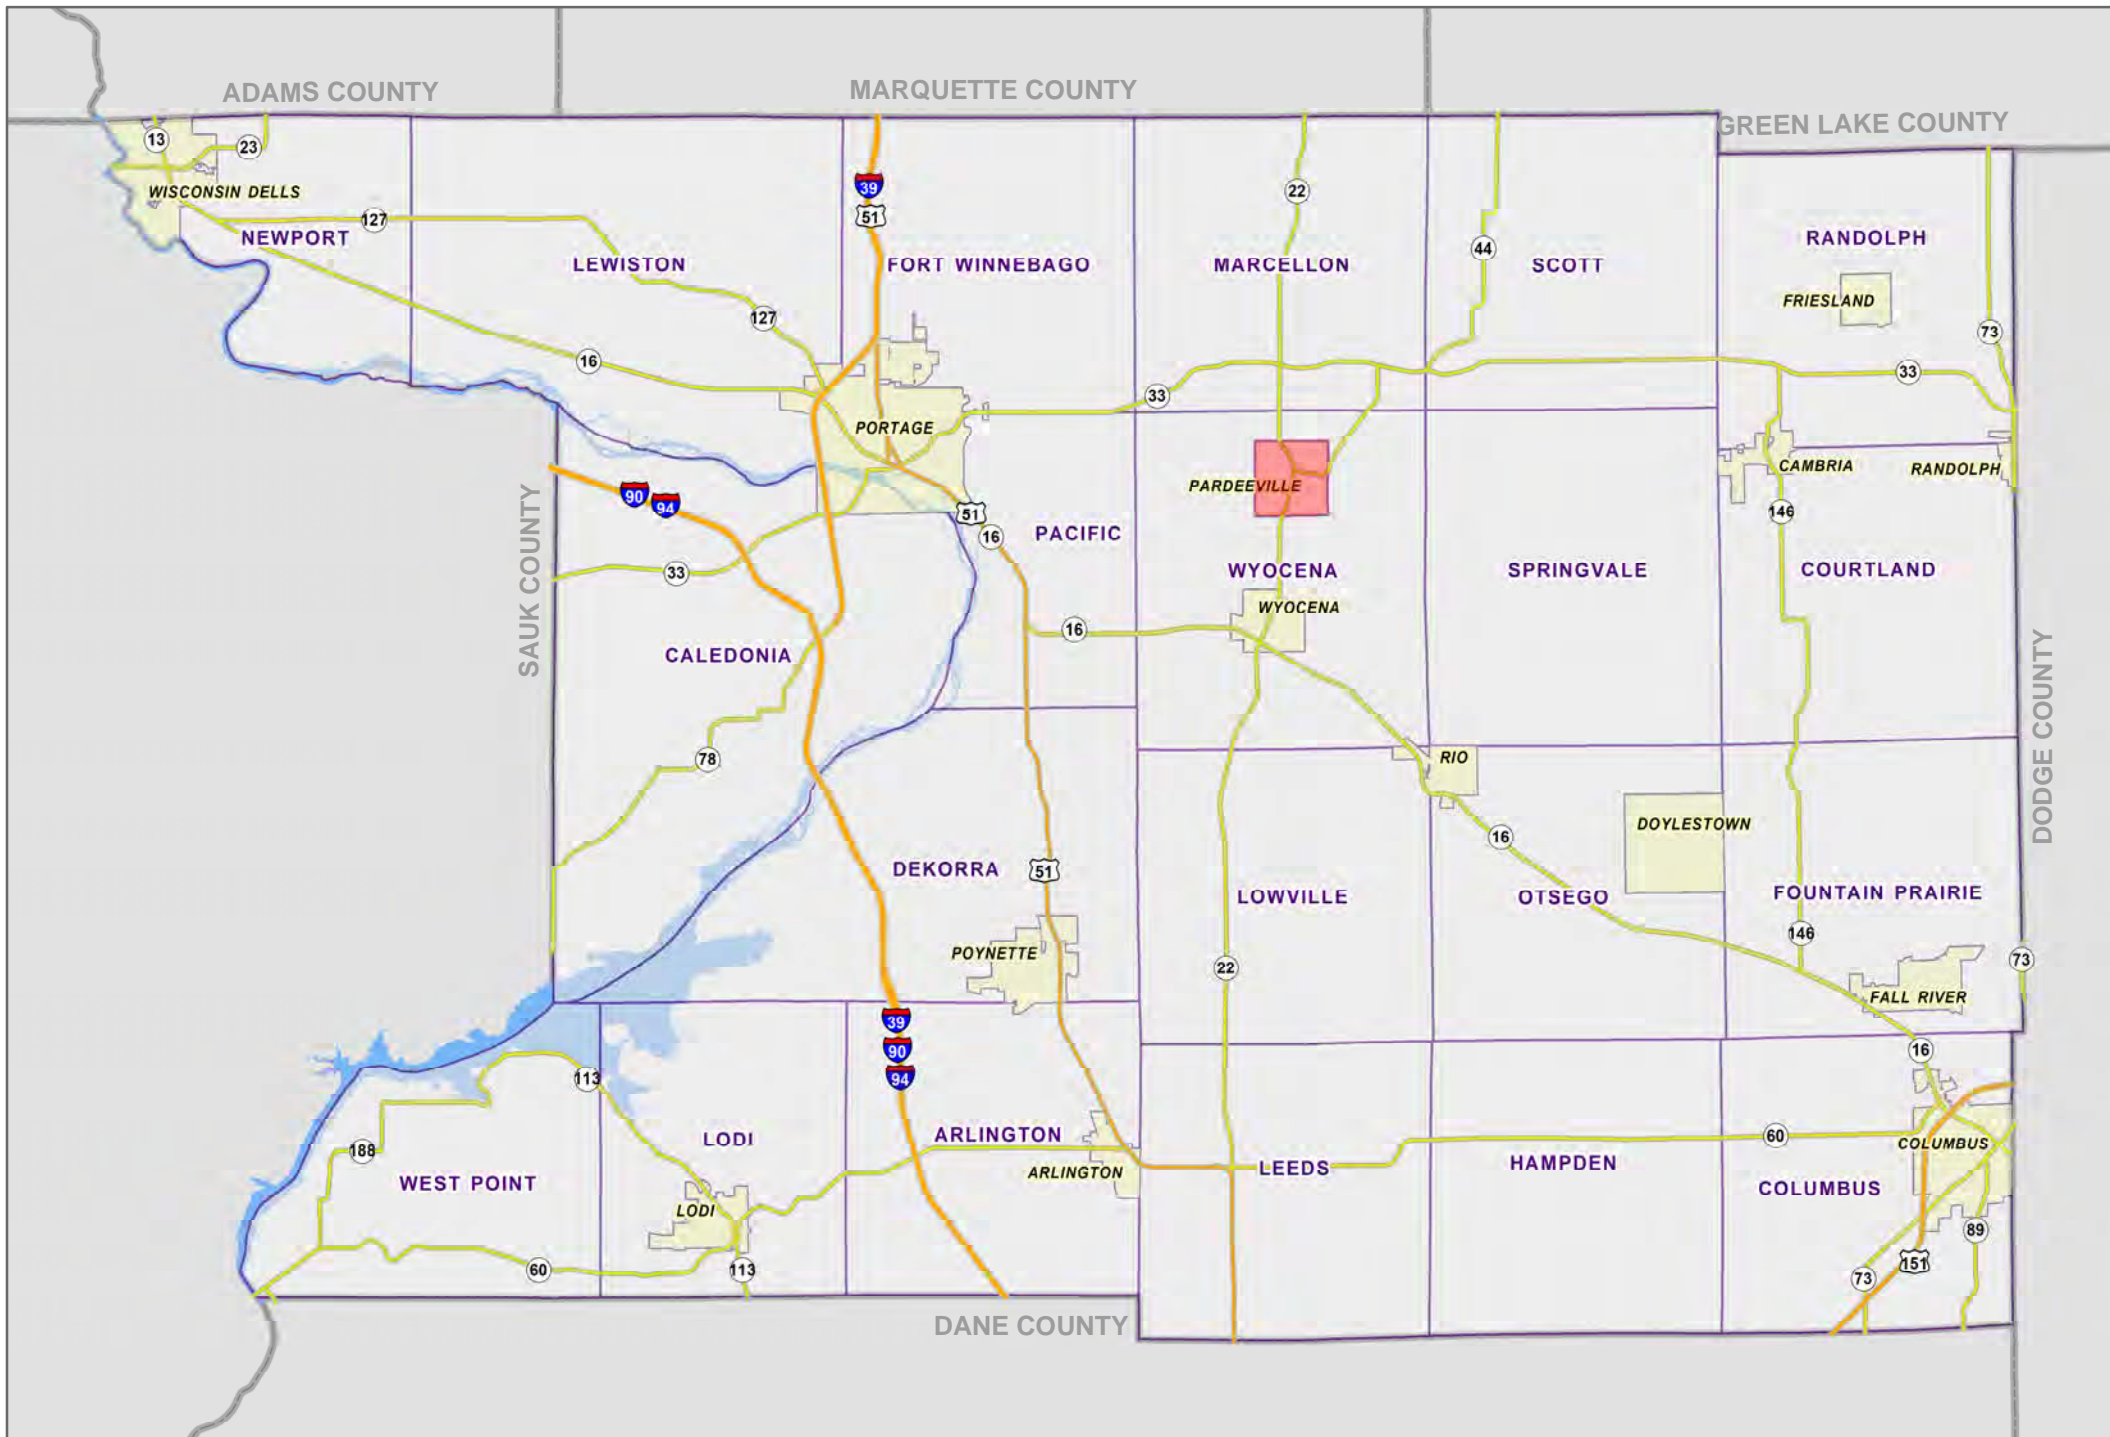 ADAMS COUNTY
MARQUETTE COUNTY
GREEN LAKE COUNTY
13
23
39
51
22
44
WISCONSIN DELLS
127
NEWPORT
LEWISTON
FORT WINNEBAGO
MARCELLON
SCOTT
RANDOLPH
FRIESLAND
127
73
16
33
33
PORTAGE
CAMBRIA
RANDOLPH
PARDEEVILLE
90
94
51
146
16
PACIFIC
SAUK COUNTY
33
WYOCENA
SPRINGVALE
COURTLAND
WYOCENA
16
CALEDONIA
DODGE COUNTY
78
RIO
DOYLESTOWN
16
DEKORRA
51
LOWVILLE
OTSEGO
FOUNTAIN PRAIRIE
146
POYNETTE
22
73
FALL RIVER
39
90
94
16
113
LODI
ARLINGTON
60
COLUMBUS
188
ARLINGTON
LEEDS
HAMPDEN
WEST POINT
COLUMBUS
LODI
89
60
113
151
73
DANE COUNTY